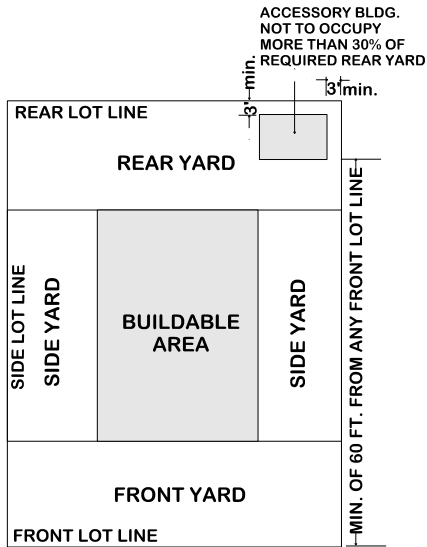 ACCESSORY BLDG.
NOT TO OCCUPY
MORE THAN 30% OF
REQUIRED REAR YARD
3' min.
3' min.
REAR LOT LINE
REAR YARD
SIDE LOT LINE
SIDE YARD
BUILDABLE
AREA
SIDE YARD
MIN. OF 60 FT. FROM ANY FRONT LOT LINE
FRONT YARD
FRONT LOT LINE